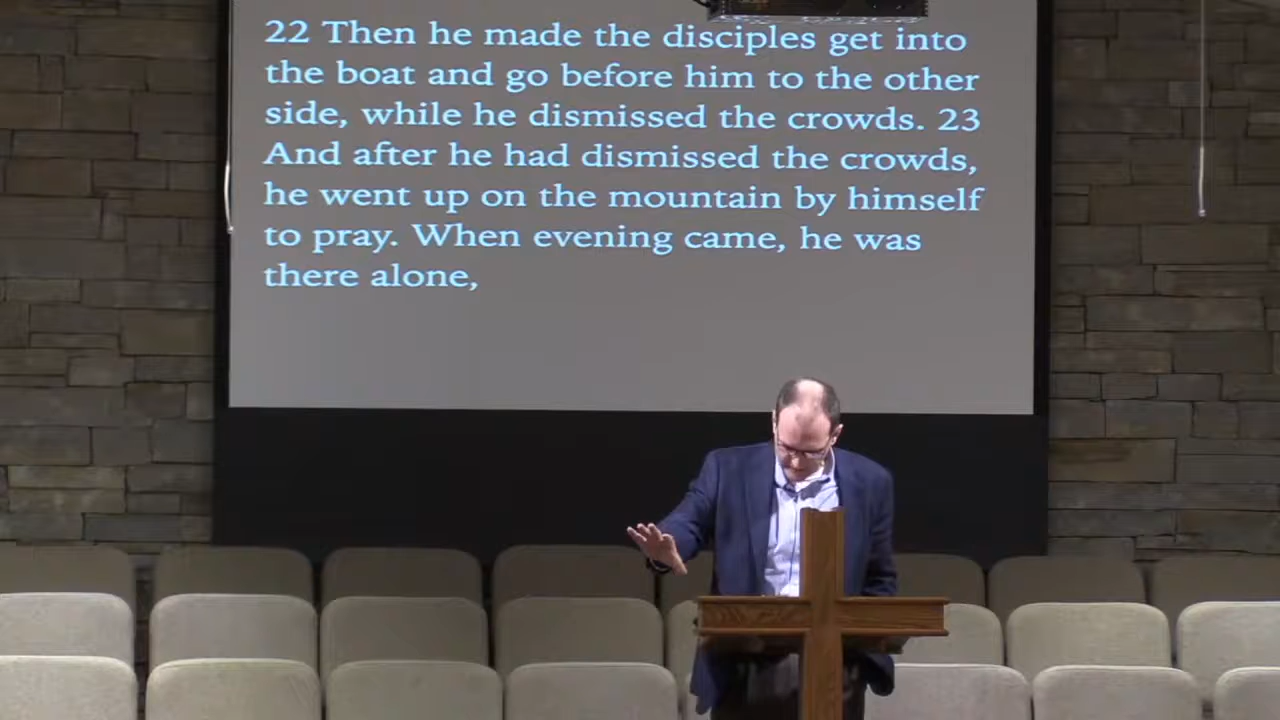 22 Then he made the disciples get into
the boat and go before him to the other
side, while he dismissed the crowds. 23
And after he had dismissed the crowds,
he went up on the mountain by himself
to pray. When evening came, he was
there alone,